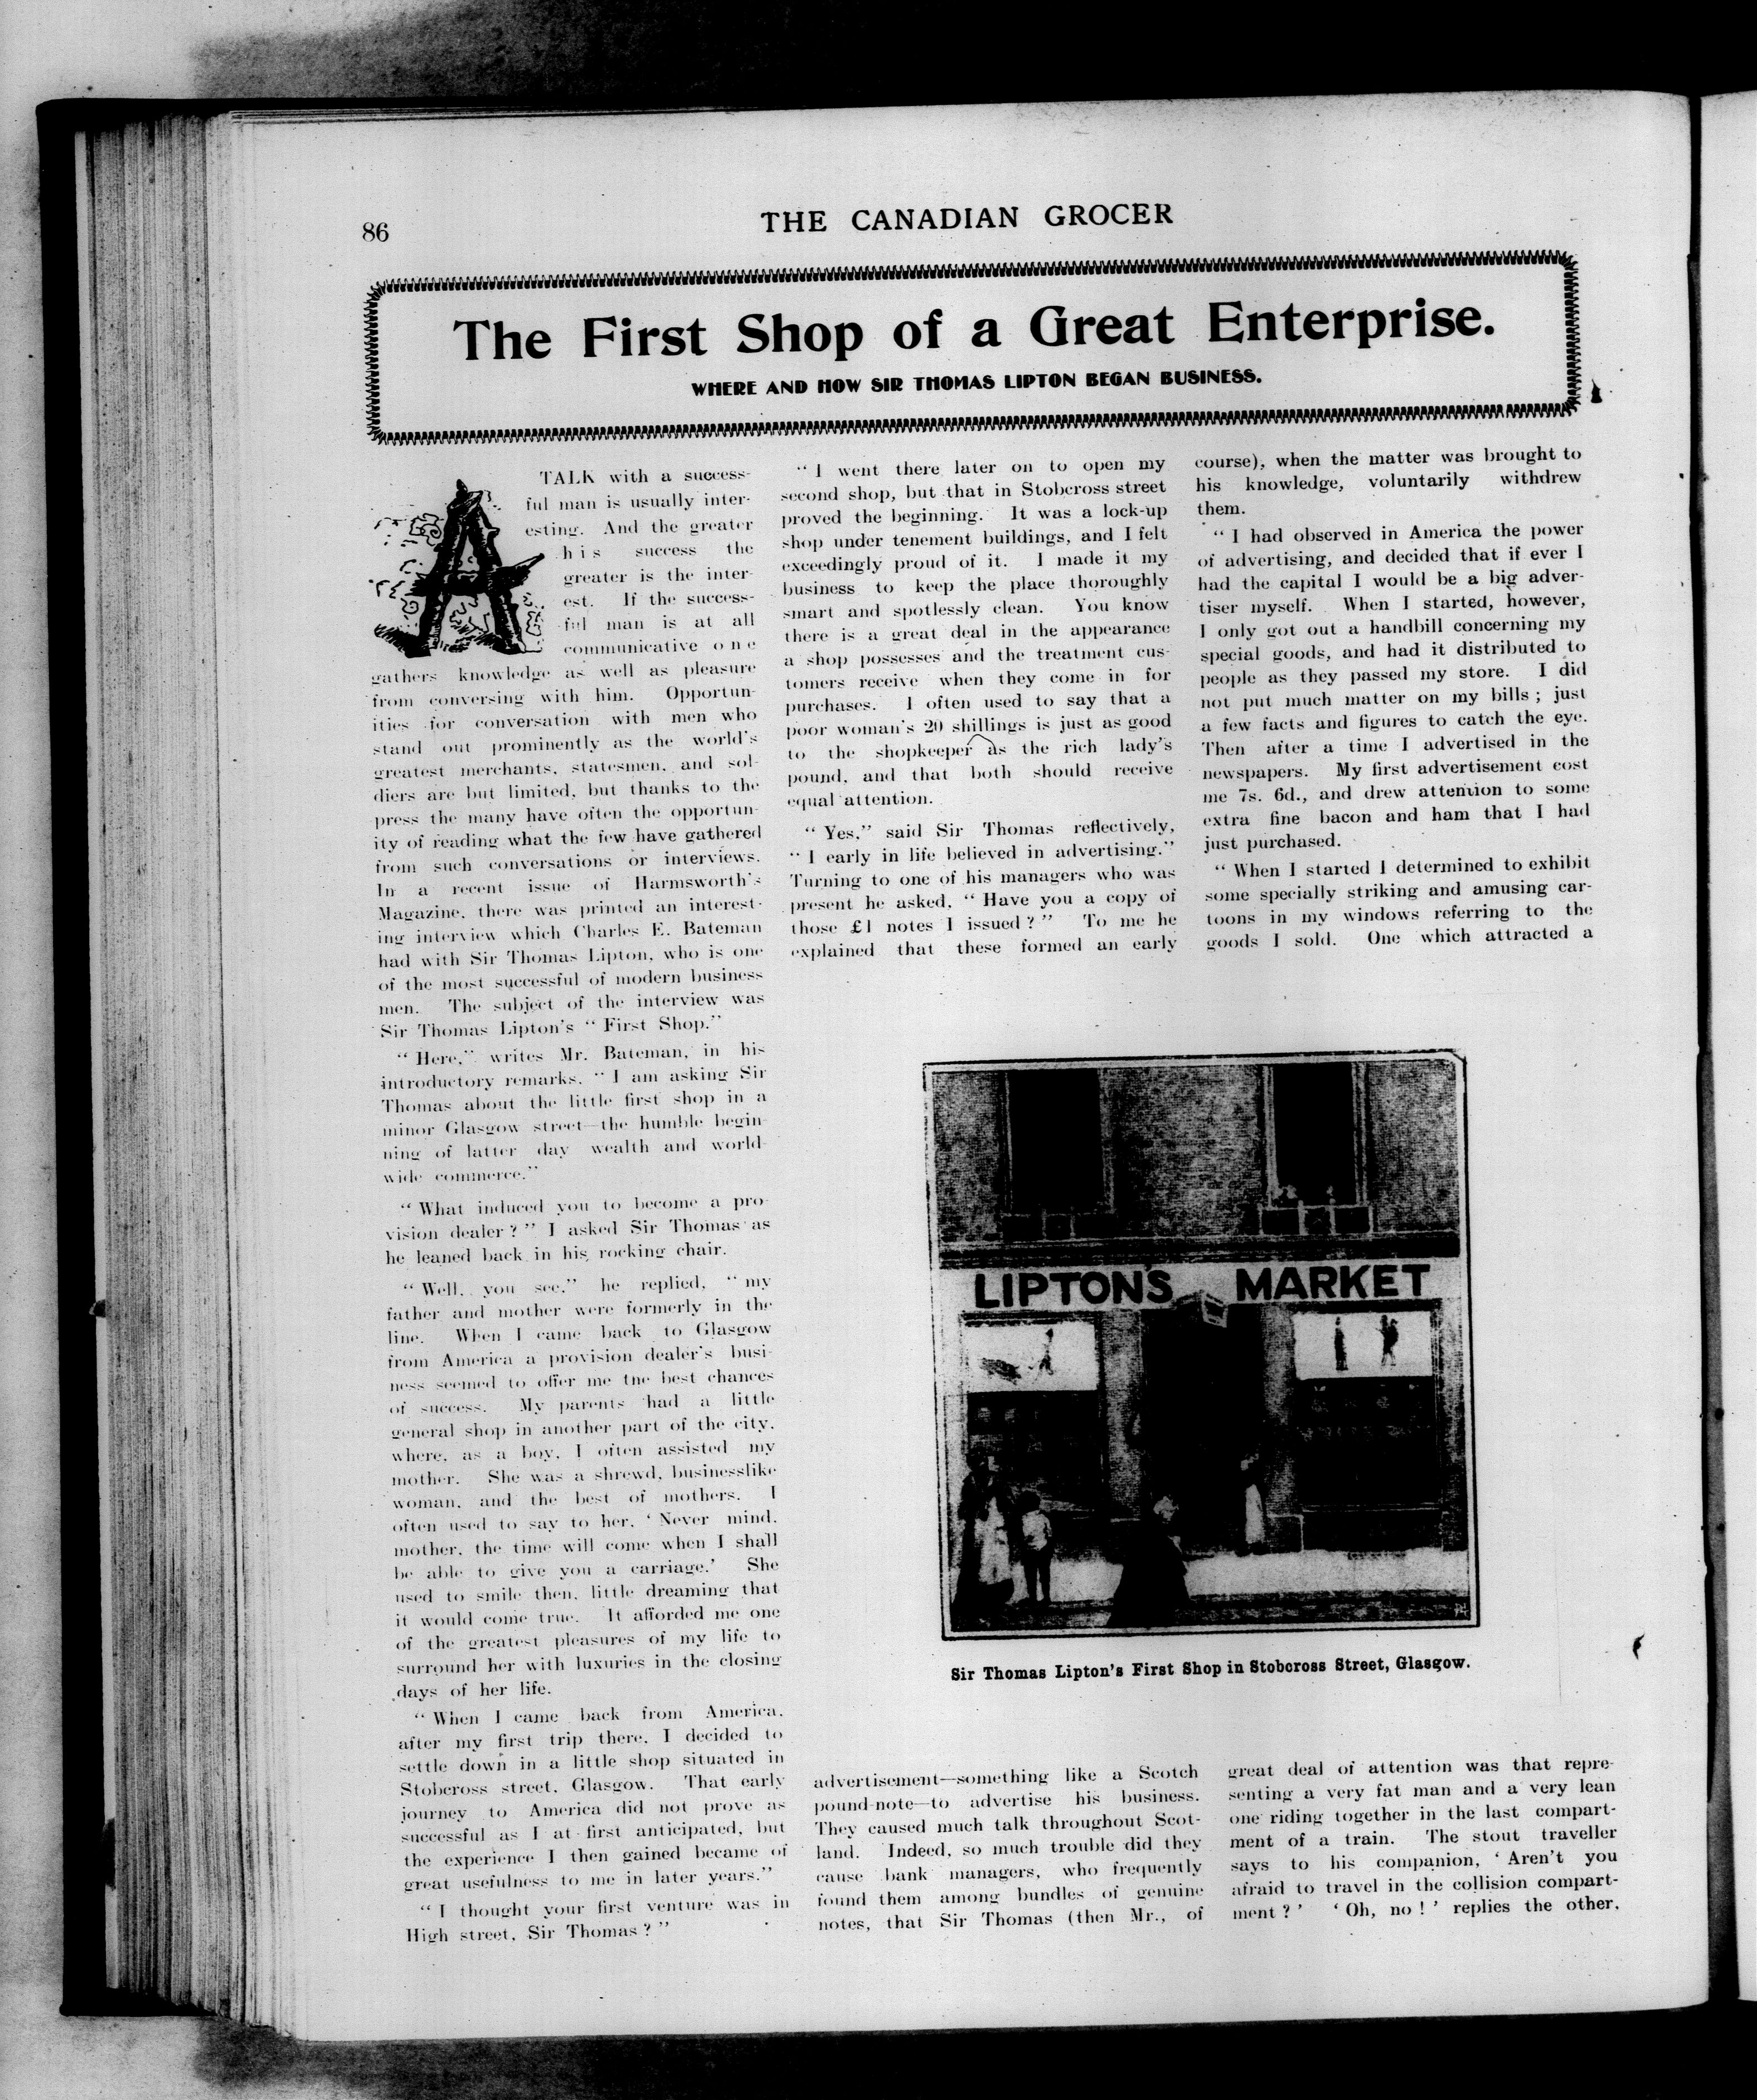 86
THE CANADIAN GROCER
The First Shop of a Great Enterprise.
WHERE AND HOW SIR THOMAS LIPTON BEGAN BUSINESS.
A TALK with a success-
ful man is usually inter-
esting. And the greater
his success the
greater is the inter-
est. If the success-
ful man is at all
communicative one
gathers knowledge as well as pleasure
from conversing with him. Opportun-
ities for conversation with men who
stand out prominently as the world's
greatest merchants, statesmen, and sol-
diers are but limited, but thanks to the
press the many have often the opportun-
ity of reading what the few have gathered
from such conversations or interviews.
In a recent issue of Harmsworth's
Magazine, there was printed an interest-
ing interview which Charles E. Bateman
had with Sir Thomas Lipton, who is one
of the most successful of modern business
men. The subject of the interview was
Sir Thomas Lipton's "First Shop."
"Here," writes Mr. Bateman, in his
introductory remarks, "I am asking Sir
Thomas about the little first shop in a
minor Glasgow street—the humble begin-
ning of latter day wealth and world-
wide commerce."
"What induced you to become a pro-
vision dealer?" I asked Sir Thomas as
he leaned back in his rocking chair.
"Well, you see," he replied, "my
father and mother were formerly in the
line. When I came back to Glasgow
from America a provision dealer's busi-
ness seemed to offer me the best chances
of success. My parents had a little
general shop in another part of the city,
where, as a boy, I often assisted my
mother. She was a shrewd, businesslike
woman, and the best of mothers. I
often used to say to her, 'Never mind,
mother, the time will come when I shall
be able to give you a carriage.' She
used to smile then, little dreaming that
it would come true. It afforded me one
of the greatest pleasures of my life to
surround her with luxuries in the closing
days of her life.
"When I came back from America,
after my first trip there, I decided to
settle down in a little shop situated in
Stobcross street, Glasgow. That early
journey to America did not prove as
successful as I at first anticipated, but
the experience I then gained became of
great usefulness to me in later years."
"I thought your first venture was in
High street, Sir Thomas?"
"I went there later on to open my
second shop, but that in Stobcross street
proved the beginning. It was a lock-up
shop under tenement buildings, and I felt
exceedingly proud of it. I made it my
business to keep the place thoroughly
smart and spotlessly clean. You know
there is a great deal in the appearance
a shop possesses and the treatment cus-
tomers receive when they come in for
purchases. I often used to say that a
poor woman's 20 shillings is just as good
to the shopkeeper as the rich lady's
pound, and that both should receive
equal attention.
"Yes," said Sir Thomas reflectively,
"I early in life believed in advertising."
Turning to one of his managers who was
present he asked, "Have you a copy of
those £1 notes I issued?" To me he
explained that these formed an early
advertisement—something like a Scotch
pound-note—to advertise his business.
They caused much talk throughout Scot-
land. Indeed, so much trouble did they
cause bank managers, who frequently
found them among bundles of genuine
notes, that Sir Thomas (then Mr., of
course), when the matter was brought to
his knowledge, voluntarily withdrew
them.
"I had observed in America the power
of advertising, and decided that if ever I
had the capital I would be a big adver-
tiser myself. When I started, however,
I only got out a handbill concerning my
special goods, and had it distributed to
people as they passed my store. I did
not put much matter on my bills; just
a few facts and figures to catch the eye.
Then after a time I advertised in the
newspapers. My first advertisement cost
me 7s. 6d., and drew attention to some
extra fine bacon and ham that I had
just purchased.
"When I started I determined to exhibit
some specially striking and amusing car-
toons in my windows referring to the
goods I sold. One which attracted a
LIPTON'S MARKET
Sir Thomas Lipton's First Shop in Stobcross Street, Glasgow.
great deal of attention was that repre-
senting a very fat man and a very lean
one riding together in the last compart-
ment of a train. The stout traveller
says to his companion, 'Aren't you
afraid to travel in the collision compart-
ment?' 'Oh, no!' replies the other,